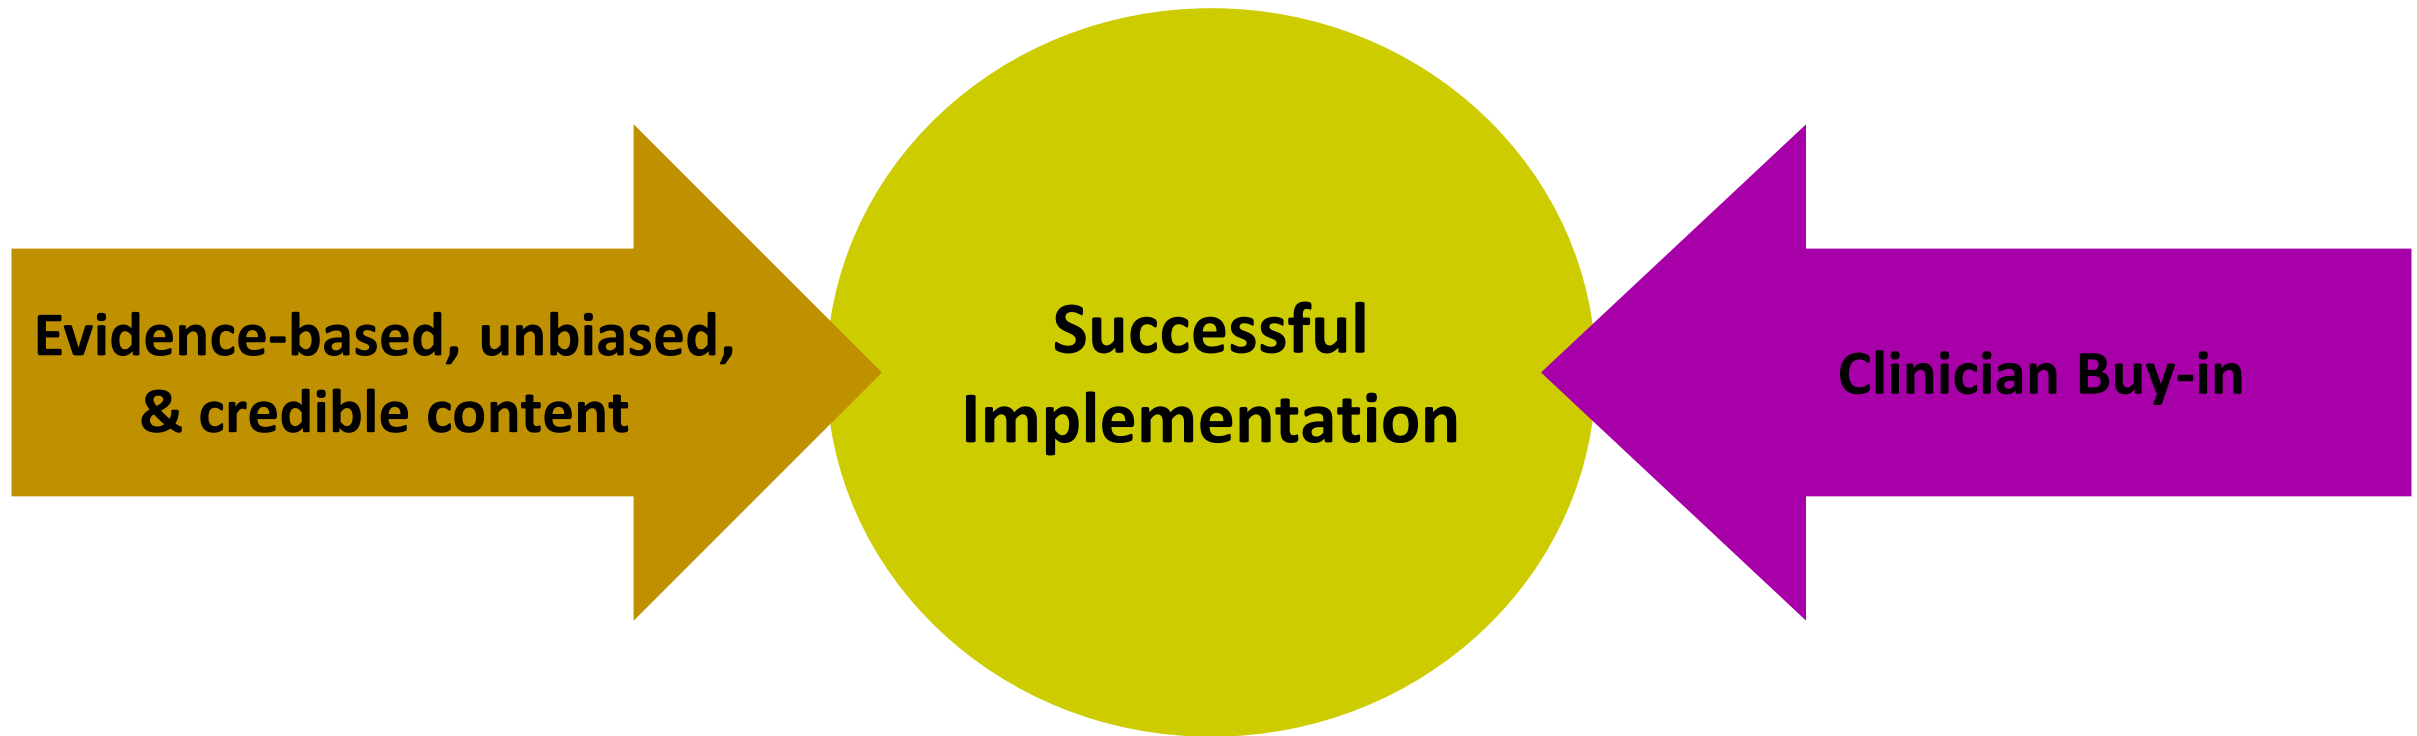 Evidence-based, unbiased,
& credible content
Successful
Implementation
Clinician Buy-in